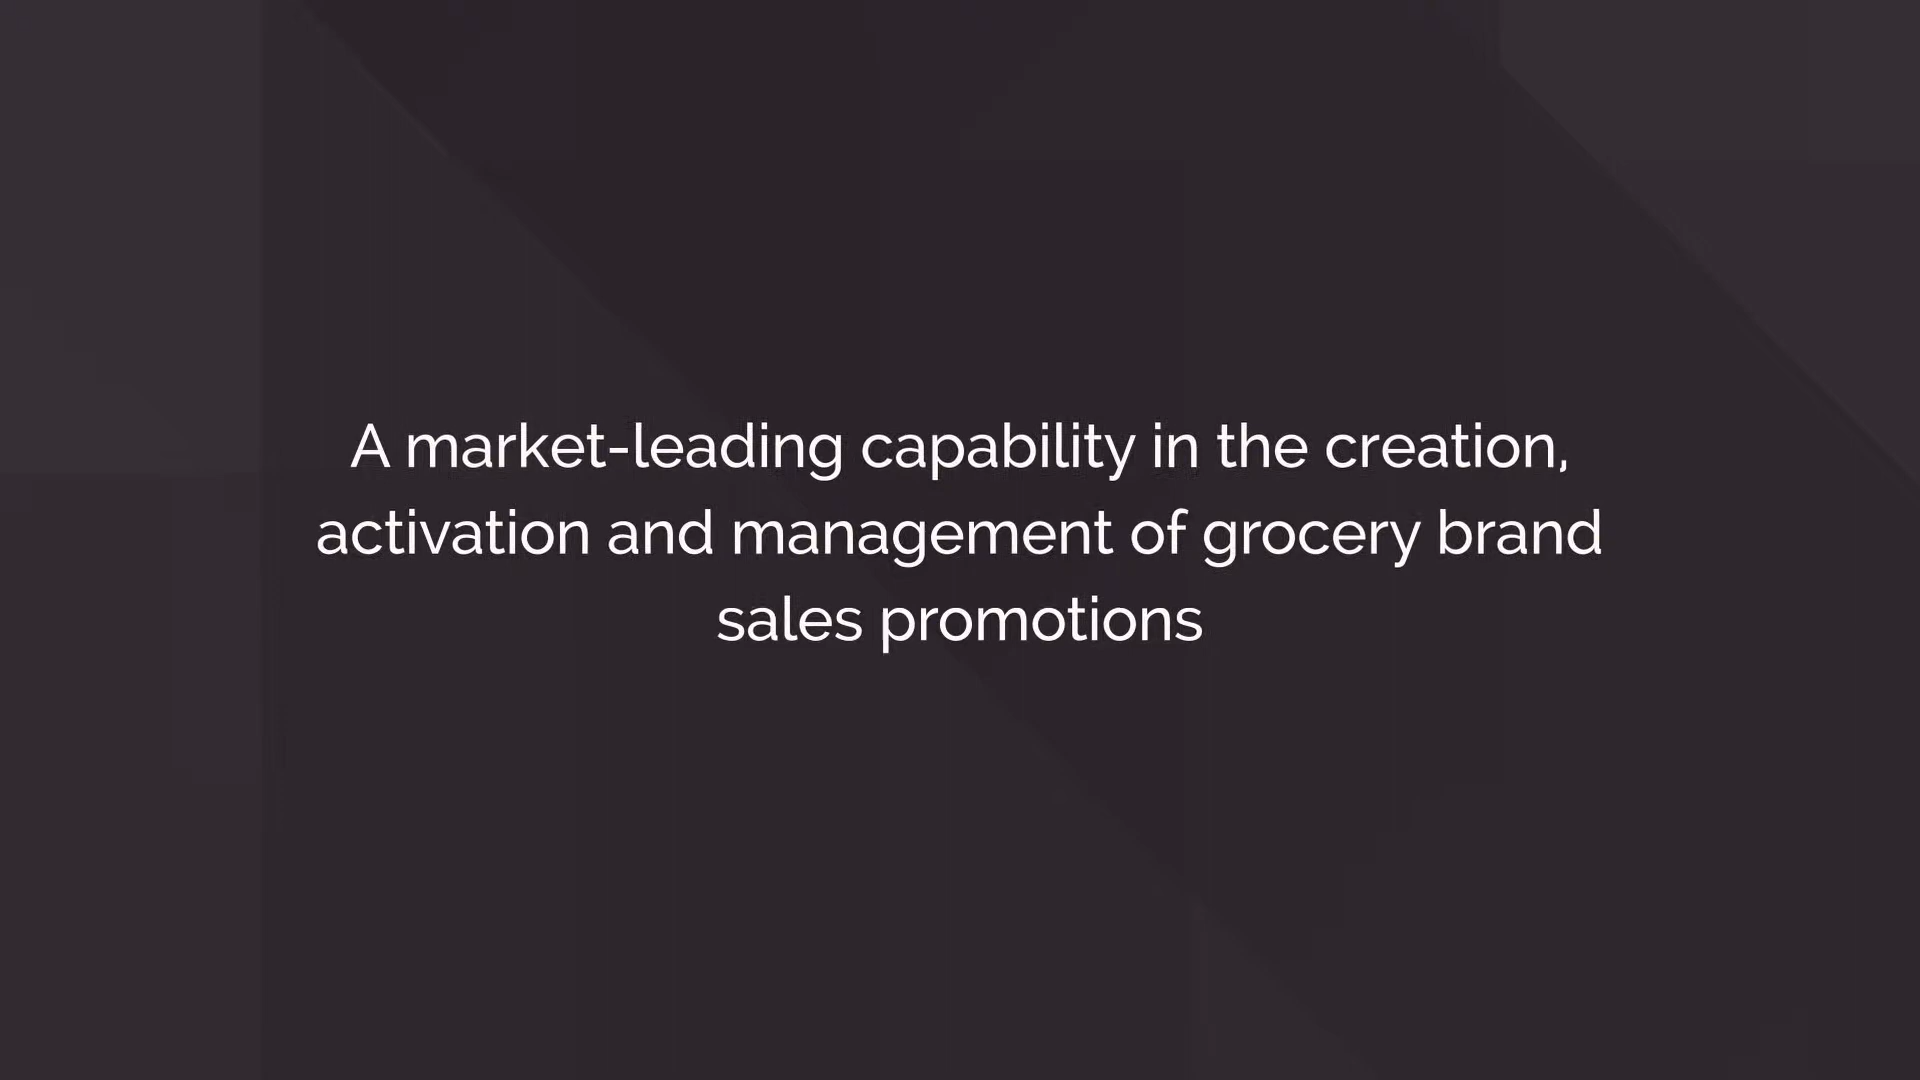 A market-leading capability in the creation,
activation and management of grocery brand
sales promotions